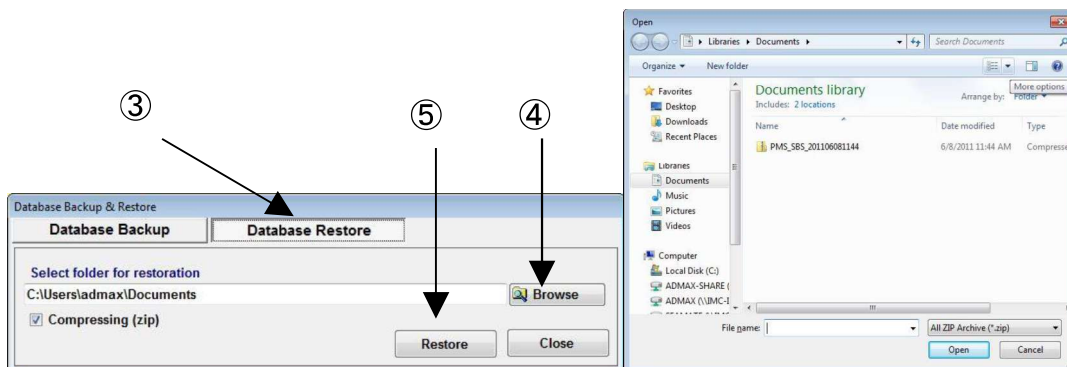 ③
⑤
④
Database Backup & Restore
Database Backup
Database Restore
Select folder for restoration
C:\Users\admax\Documents
Browse
Compressing (zip)
Restore
Close
Open
Libraries
Documents
Search Documents
Organize
New folder
More options
Favorites
Desktop
Downloads
Recent Places
Libraries
Documents
Music
Pictures
Videos
Computer
Local Disk (C:)
ADMAX-SHARE (
ADMAX (\\IMC-
Documents library
Includes: 2 locations
Arrange by:
Folder
Name
Date modified
Type
PMS_SBS_201106081144
6/8/2011 11:44 AM
Compresse
File name:
All ZIP Archive (*.zip)
Open
Cancel